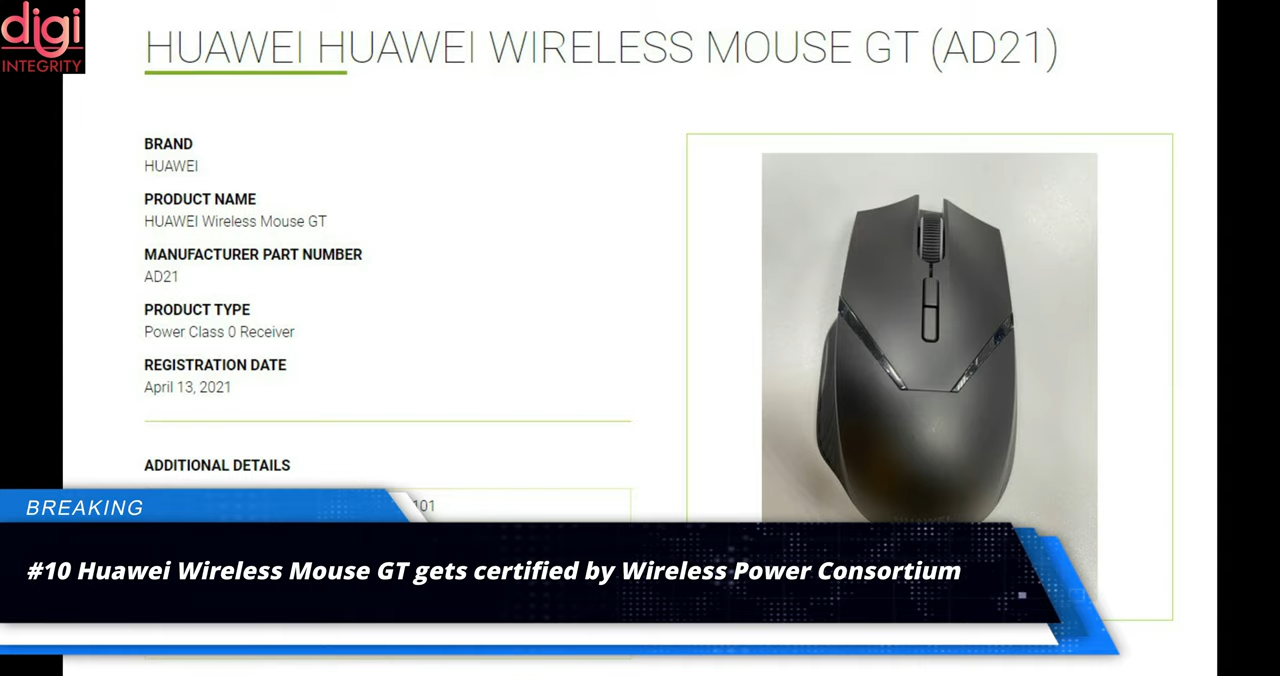 digi
INTEGRITY
HUAWEI HUAWEI WIRELESS MOUSE GT (AD21)
BRAND
HUAWEI
PRODUCT NAME
HUAWEI Wireless Mouse GT
MANUFACTURER PART NUMBER
AD21
PRODUCT TYPE
Power Class 0 Receiver
REGISTRATION DATE
April 13, 2021
ADDITIONAL DETAILS
101
BREAKING
#10 Huawei Wireless Mouse GT gets certified by Wireless Power Consortium